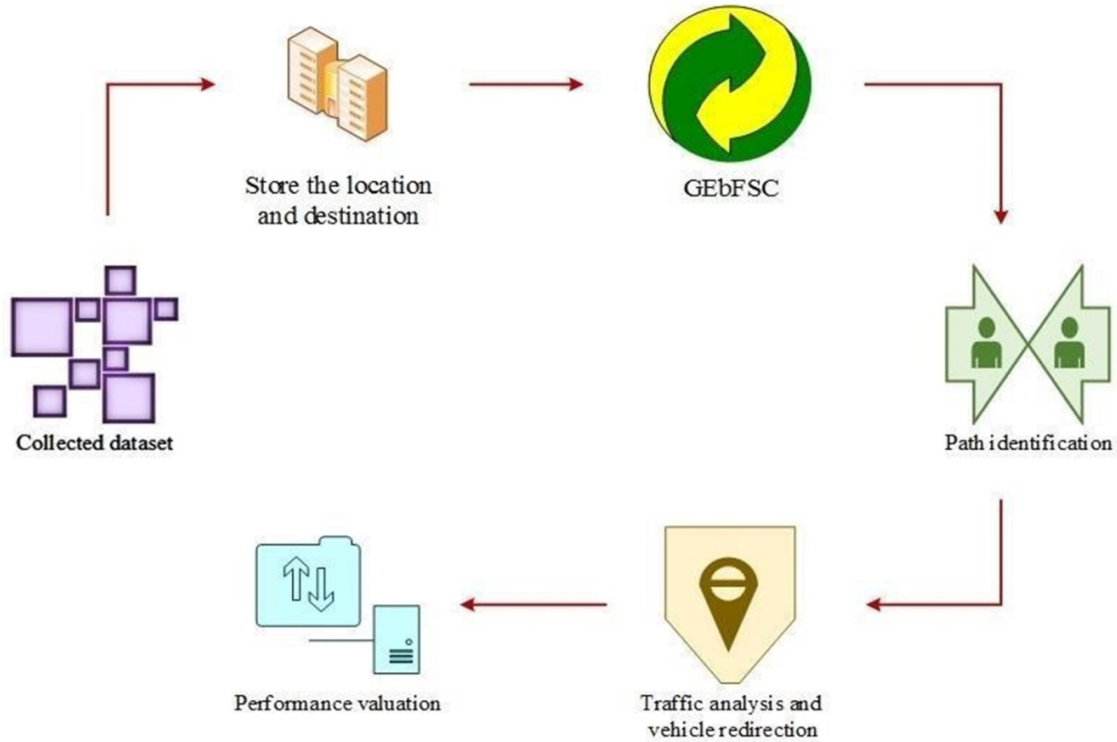 Store the location
and destination
GEbFSC
Collected dataset
Path identification
Performance valuation
Traffic analysis and
vehicle redirection